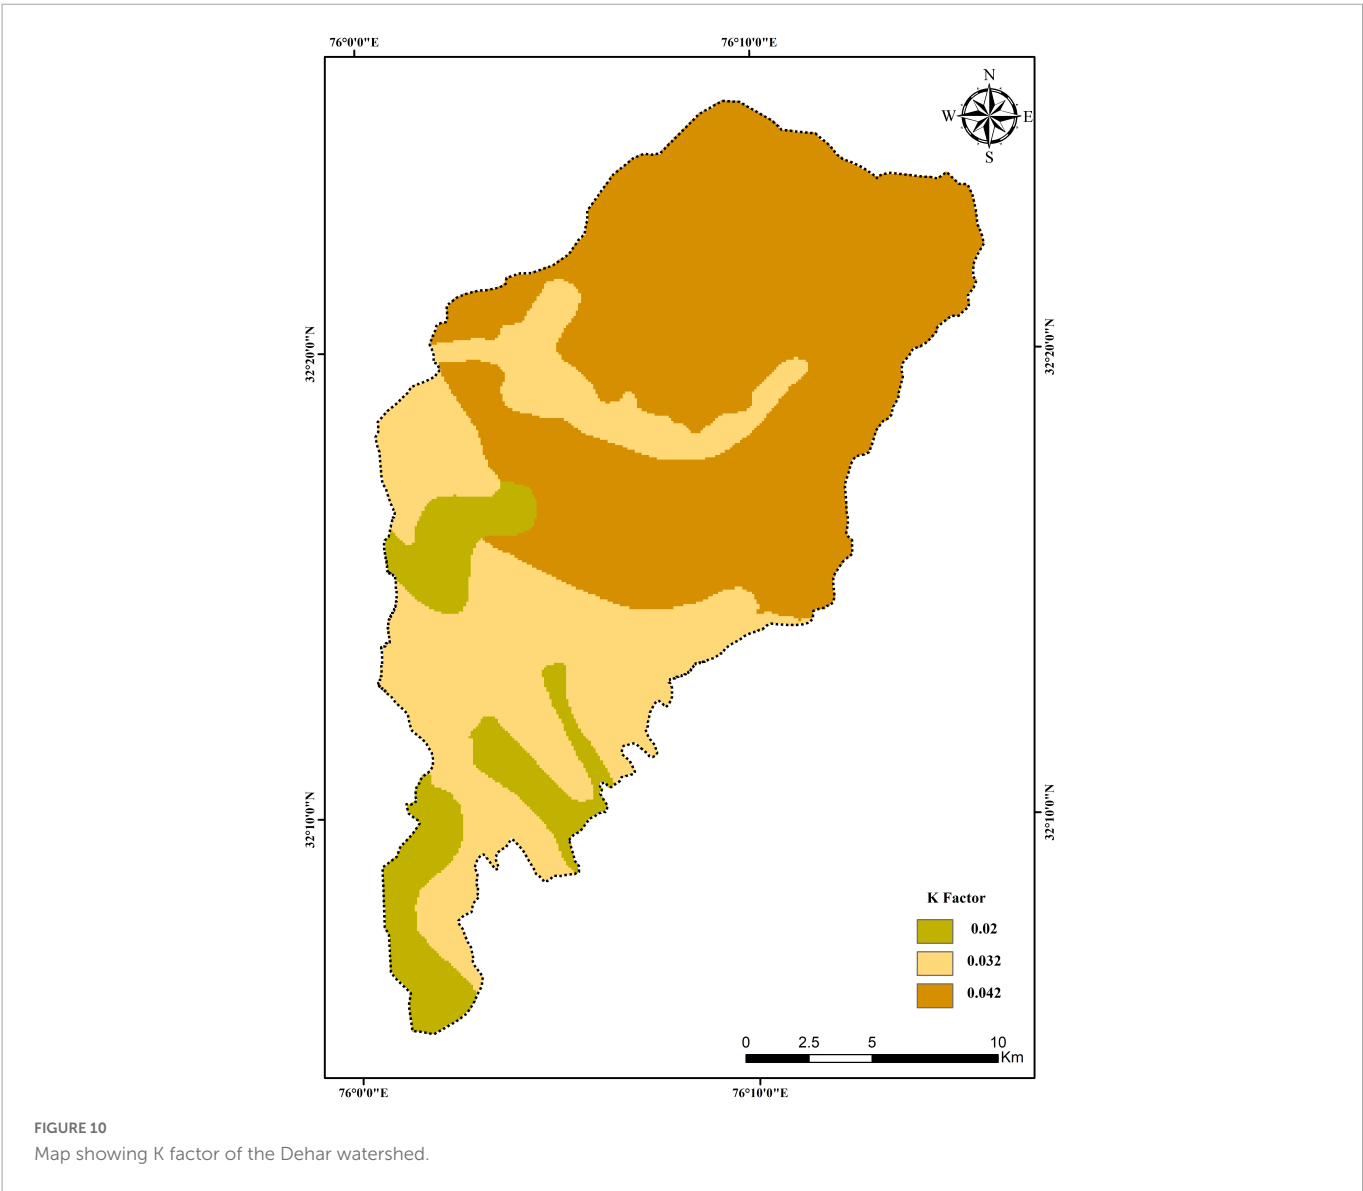 76°0'0"E 76°10'0"E
N
W E
S
32°20'0"N 32°20'0"N
32°10'0"N 32°10'0"N
K Factor
0.02
0.032
0.042
0 2.5 5 10
Km
76°0'0"E 76°10'0"E
FIGURE 10
Map showing K factor of the Dehar watershed.